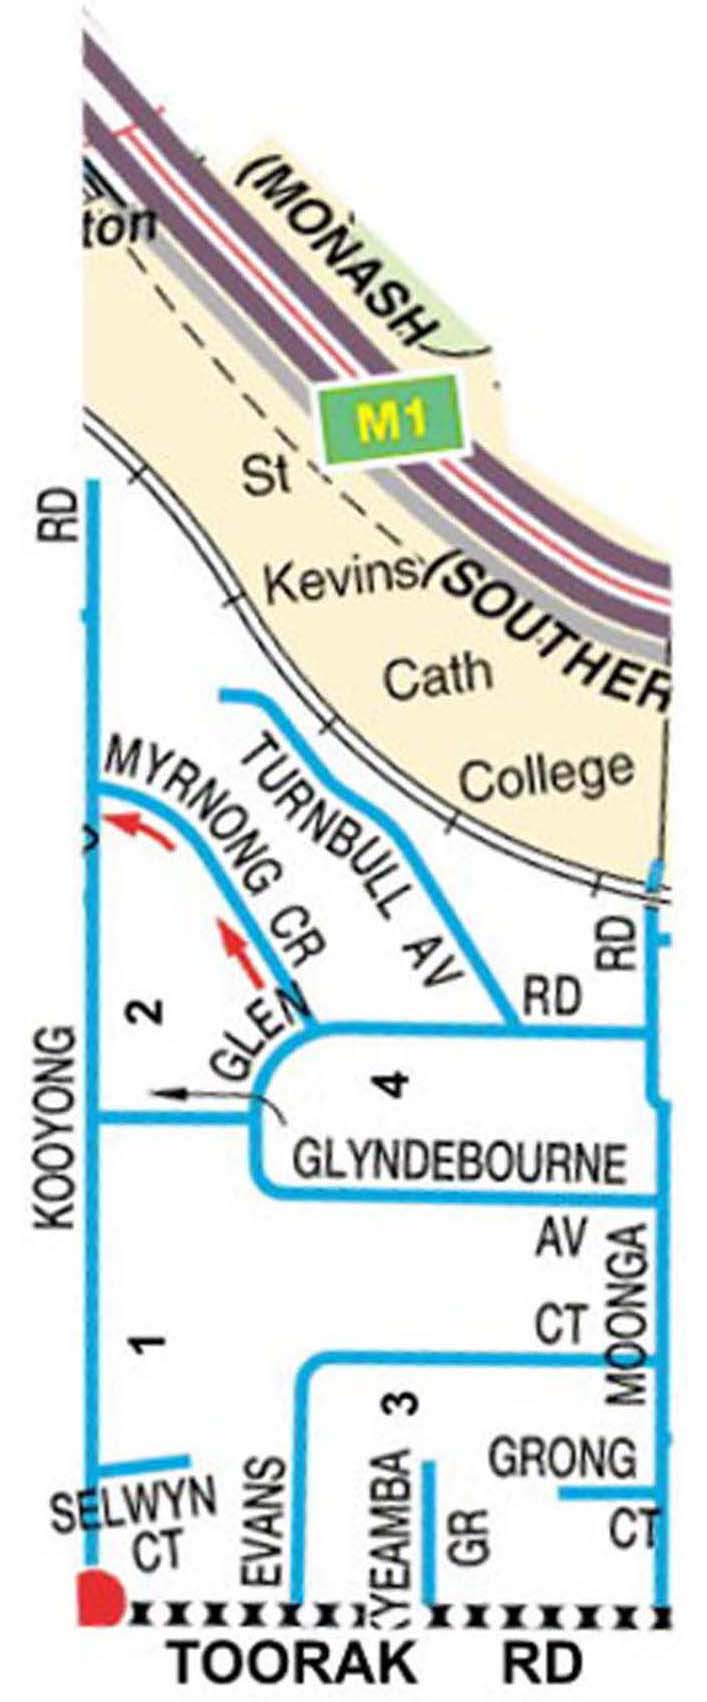 (MONASH
ton
M1
St
RD
Kevins
(SOUTHER
Cath
College
MYRNONG CR
TURNBULL AV
RD
RD
2
GLEN
4
KOOYONG
GLYNDEBOURNE
AV
MOONGA
CT
1
3
GRONG
CT
SELWYN
CT
EVANS
YEAMBA
GR
TOORAK RD